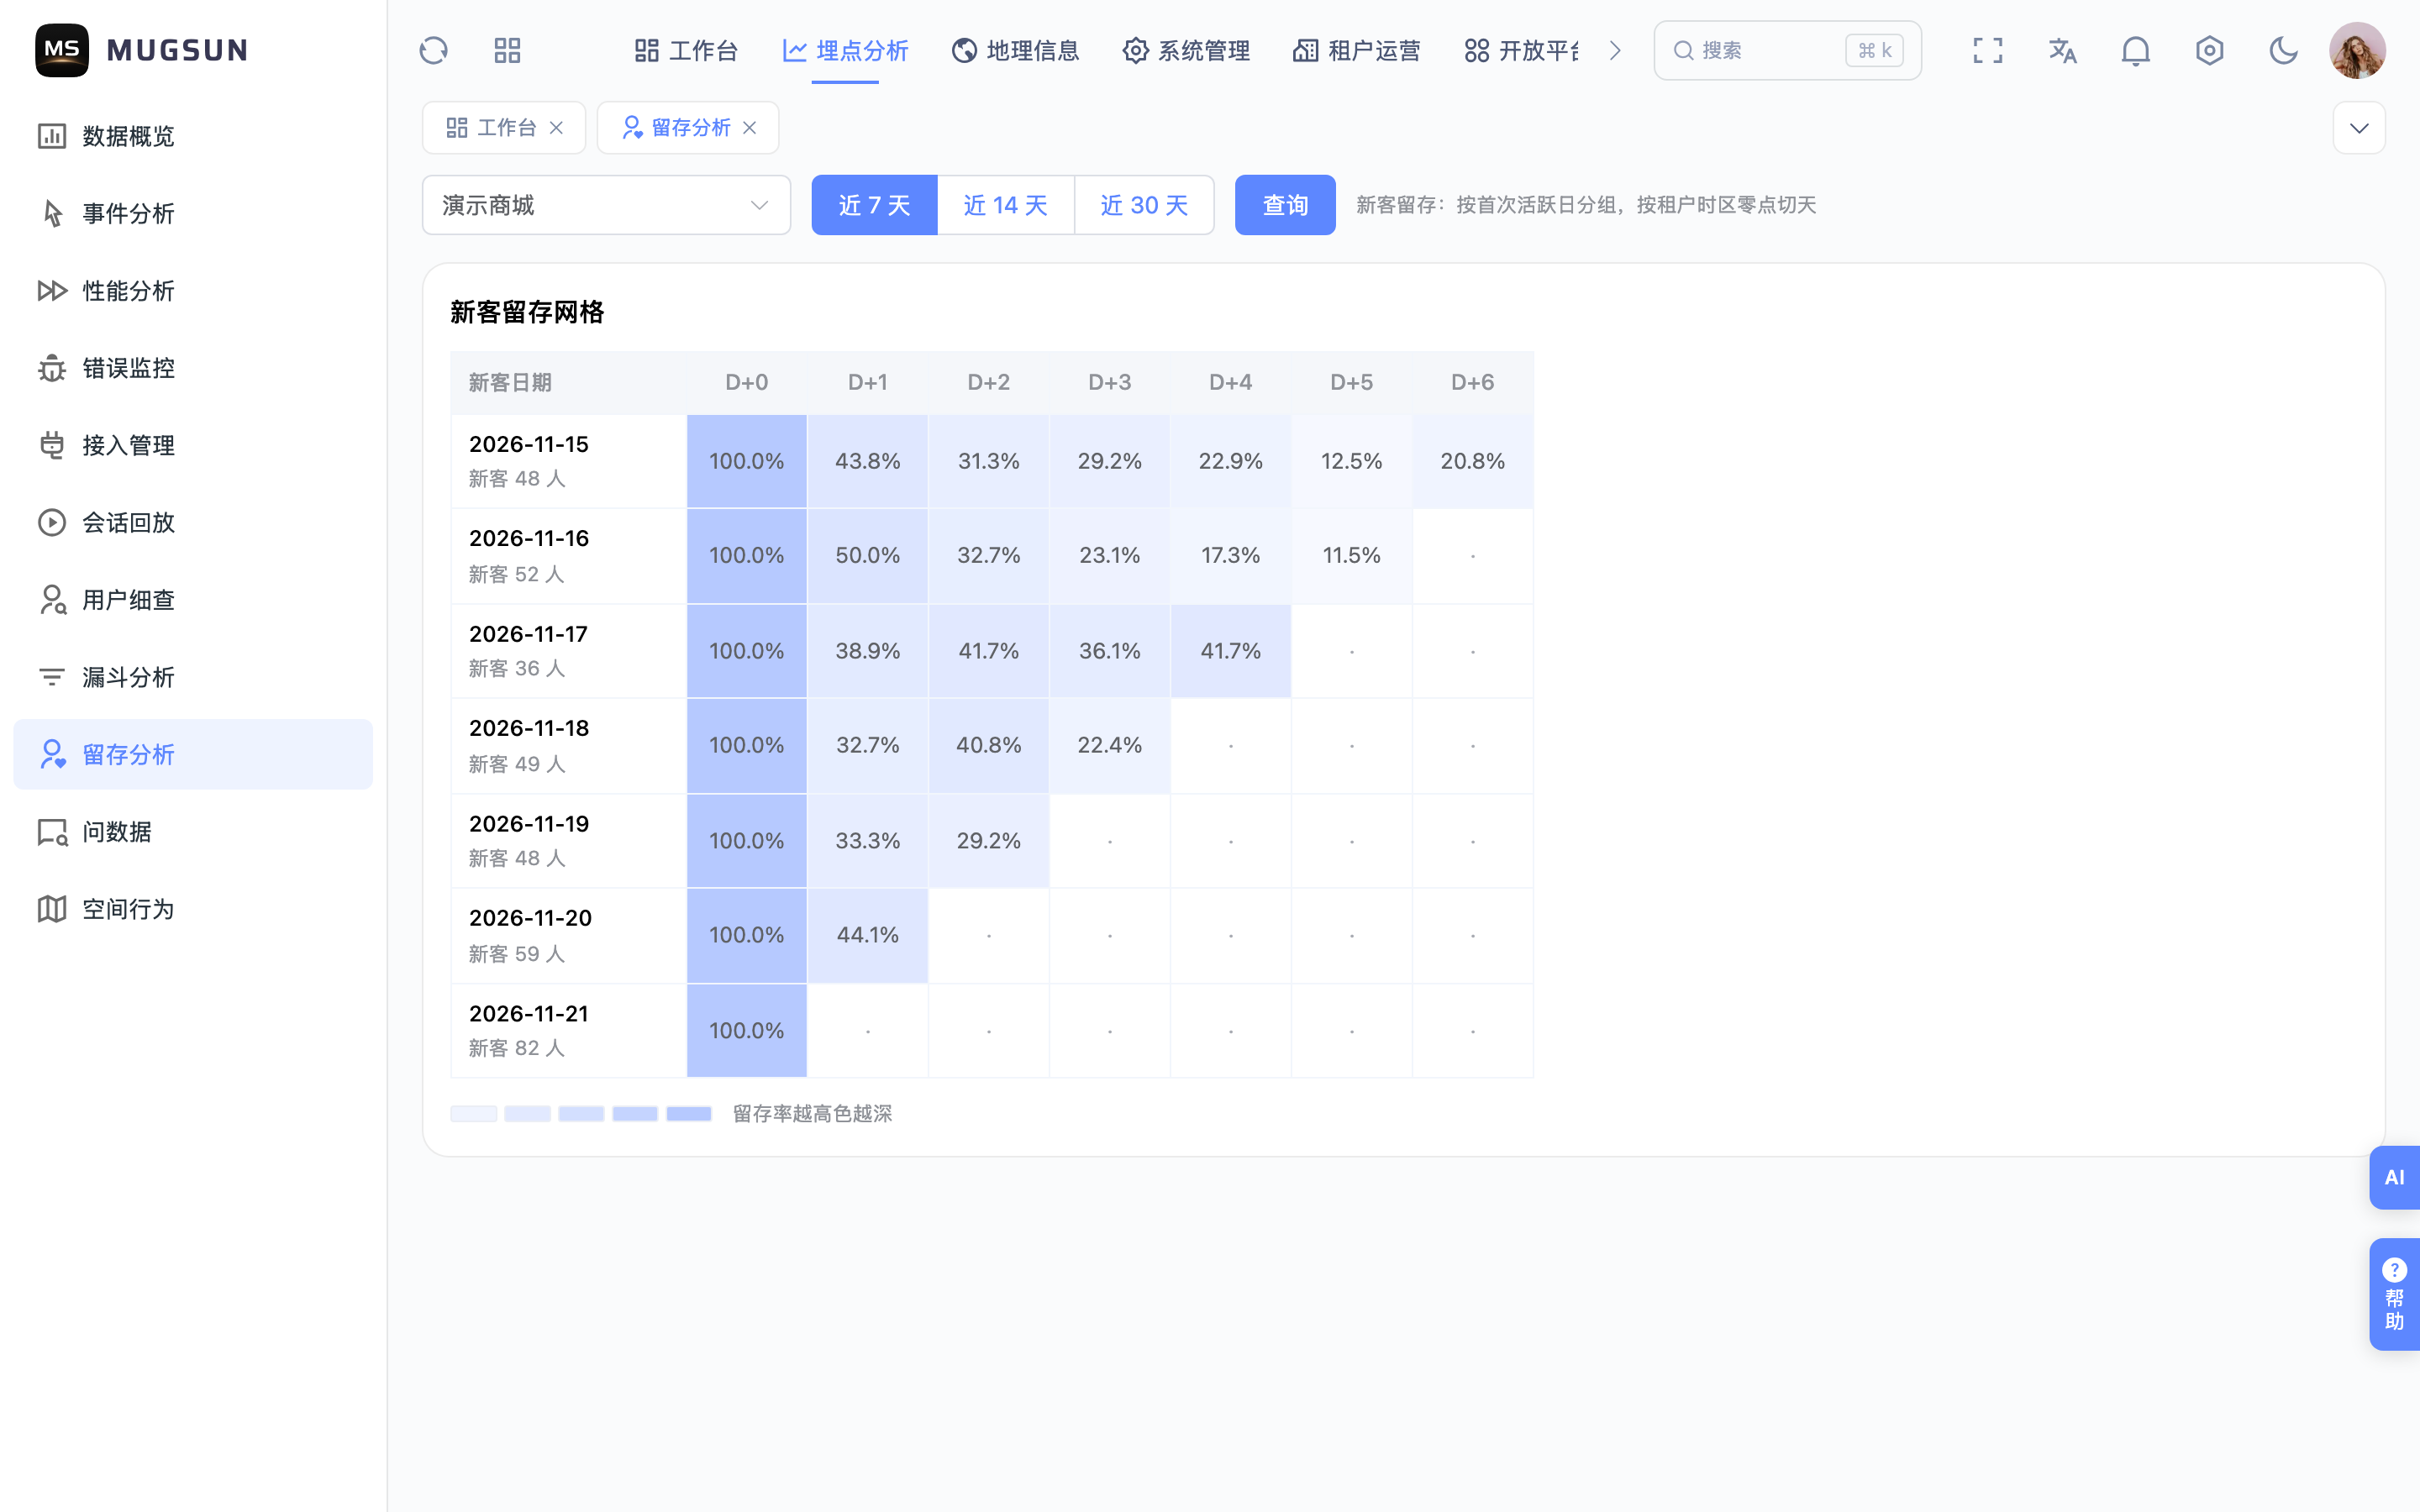 MS MUGSUN
工作台 埋点分析 地理信息 系统管理 租户运营 开放平
搜索 ⌘ k
工作台 留存分析
数据概览
事件分析
性能分析
错误监控
接入管理
会话回放
用户细查
漏斗分析
留存分析
问数据
空间行为
演示商城 近 7 天 近 14 天 近 30 天 查询 新客留存：按首次活跃日分组，按租户时区零点切天
新客留存网格
新客日期 D+0 D+1 D+2 D+3 D+4 D+5 D+6
2026-11-15
新客 48 人
100.0% 43.8% 31.3% 29.2% 22.9% 12.5% 20.8%
2026-11-16
新客 52 人
100.0% 50.0% 32.7% 23.1% 17.3% 11.5% ·
2026-11-17
新客 36 人
100.0% 38.9% 41.7% 36.1% 41.7% · ·
2026-11-18
新客 49 人
100.0% 32.7% 40.8% 22.4% · · ·
2026-11-19
新客 48 人
100.0% 33.3% 29.2% · · · ·
2026-11-20
新客 59 人
100.0% 44.1% · · · · ·
2026-11-21
新客 82 人
100.0% · · · · · ·
留存率越高色越深
AI
?
帮
助